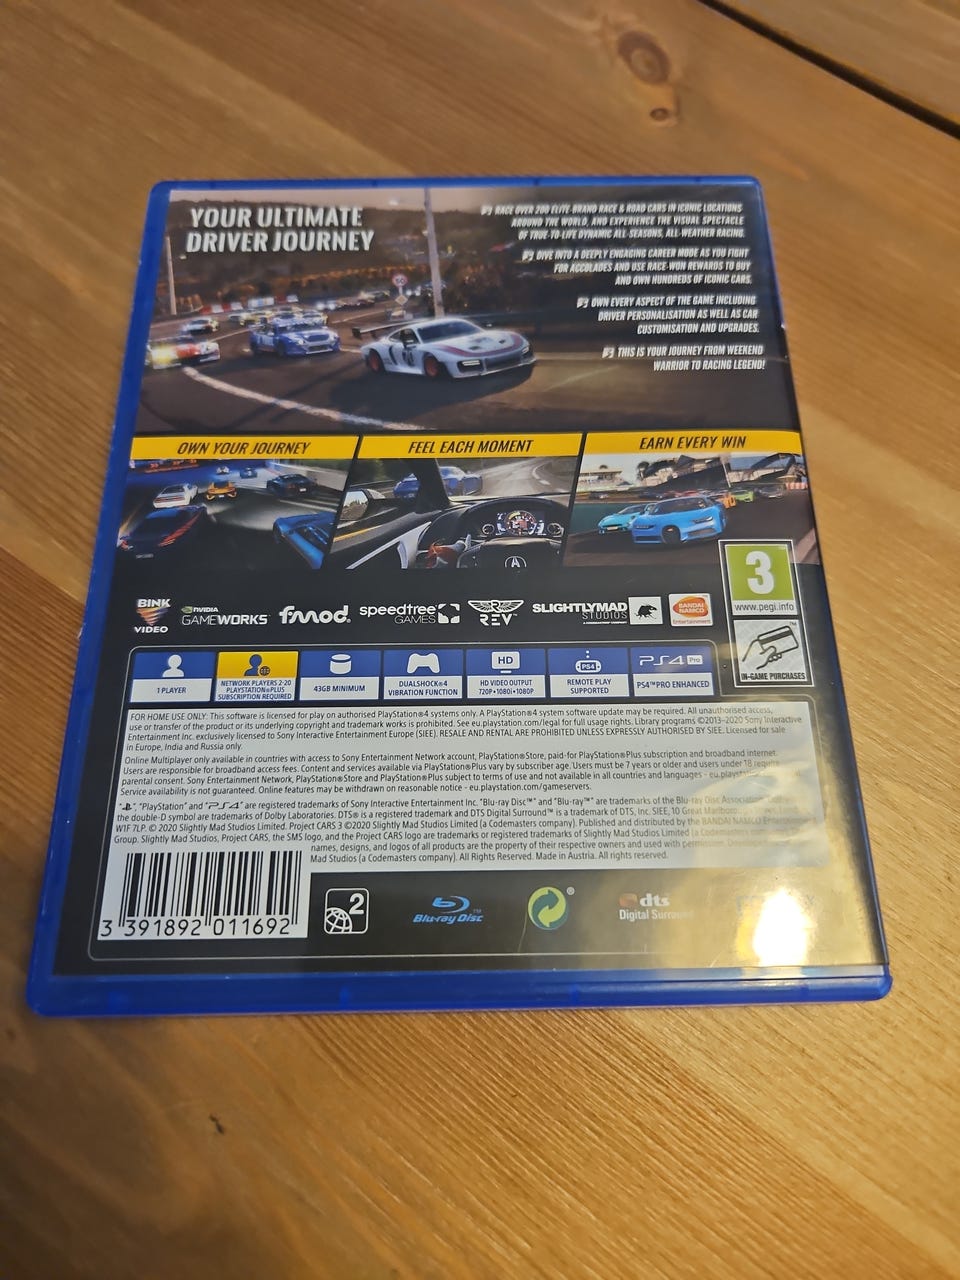 YOUR ULTIMATE
DRIVER JOURNEY
RACE OVER 200 ELITE-BRAND RACE & ROAD CARS IN ICONIC LOCATIONS
AROUND THE WORLD, AND EXPERIENCE THE VISUAL SPECTACLE
OF TRUE-TO-LIFE DYNAMIC ALL-SEASONS, ALL-WEATHER RACING.
DIVE INTO A DEEPLY ENGAGING CAREER MODE AS YOU FIGHT
FOR ACCOLADES AND USE RACE-WON REWARDS TO BUY
AND OWN HUNDREDS OF ICONIC CARS.
OWN EVERY ASPECT OF THE GAME INCLUDING
DRIVER PERSONALISATION AS WELL AS CAR
CUSTOMISATION AND UPGRADES.
THIS IS YOUR JOURNEY FROM WEEKEND
WARRIOR TO RACING LEGEND!
OWN YOUR JOURNEY
FEEL EACH MOMENT
EARN EVERY WIN
3
www.pegi.info
IN-GAME PURCHASES
BINK
VIDEO
NVIDIA
GAMEWORKS
fmod
speedtree
GAMES
REV
SLIGHTLYMAD
STUDIOS
BANDAI
NAMCO
Entertainment
1 PLAYER
NETWORK PLAYERS 2-20
PLAYSTATION®PLUS
SUBSCRIPTION REQUIRED
43GB MINIMUM
DUALSHOCK®4
VIBRATION FUNCTION
HD
HD VIDEO OUTPUT
720P•1080i•1080P
PS4
REMOTE PLAY
SUPPORTED
PS4 Pro
PS4™PRO ENHANCED
FOR HOME USE ONLY: This software is licensed for play on authorised PlayStation®4 systems only. A PlayStation®4 system software update may be required. All unauthorised access,
use or transfer of the product or its underlying copyright and trademark works is prohibited. See eu.playstation.com/legal for full usage rights. Library programs ©2013-2020 Sony Interactive
Entertainment Inc. exclusively licensed to Sony Interactive Entertainment Europe (SIEE). RESALE AND RENTAL ARE PROHIBITED UNLESS EXPRESSLY AUTHORISED BY SIEE. Licensed for sale
in Europe, India and Russia only.
Online Multiplayer only available in countries with access to Sony Entertainment Network account, PlayStation®Store, paid-for PlayStation®Plus subscription and broadband internet.
Users are responsible for broadband access fees. Content and services available via PlayStation®Plus vary by subscriber age. Users must be 7 years or older and users under 18 require
parental consent. Sony Entertainment Network, PlayStation®Store and PlayStation®Plus subject to terms of use and not available in all countries and languages - eu.playstation
Service availability is not guaranteed. Online features may be withdrawn on reasonable notice - eu.playstation.com/gameservers.
" ", "PlayStation" and "PS4" are registered trademarks of Sony Interactive Entertainment Inc. "Blu-ray Disc™" and "Blu-ray™" are trademarks of the Blu-ray Disc Association.
the double-D symbol are trademarks of Dolby Laboratories. DTS® is a registered trademark and DTS Digital Surround™ is a trademark of DTS, Inc. SIEE, 10 Great Marlborough
W1F 7LP. © 2020 Slightly Mad Studios Limited. Project CARS 3 ©2020 Slightly Mad Studios Limited (a Codemasters company). Published and distributed by the BANDAI NAMCO Entertainment
Group. Slightly Mad Studios, Project CARS, the SMS logo, and the Project CARS logo are trademarks or registered trademarks of Slightly Mad Studios Limited (a Codemasters company).
names, designs, and logos of all products are the property of their respective owners and used with permission. Developed
Mad Studios (a Codemasters company). All Rights Reserved. Made in Austria. All rights reserved.
3 391892 011692
2
Blu-ray Disc™
®
dts
Digital Surround